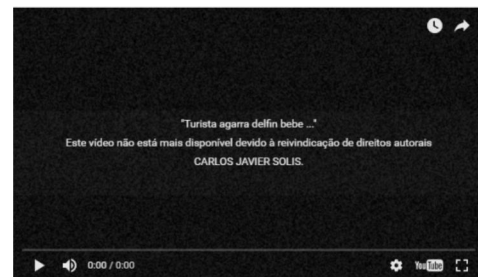 "Turista agarra delfin bebe ..."
Este vídeo não está mais disponível devido à reivindicação de direitos autorais
CARLOS JAVIER SOLIS.
0:00 / 0:00
YouTube